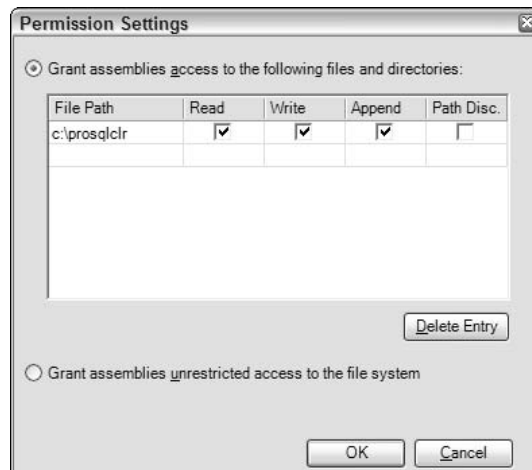 Permission Settings
Grant assemblies access to the following files and directories:
File Path Read Write Append Path Disc.
c:\prosqlclr
Delete Entry
Grant assemblies unrestricted access to the file system
OK Cancel